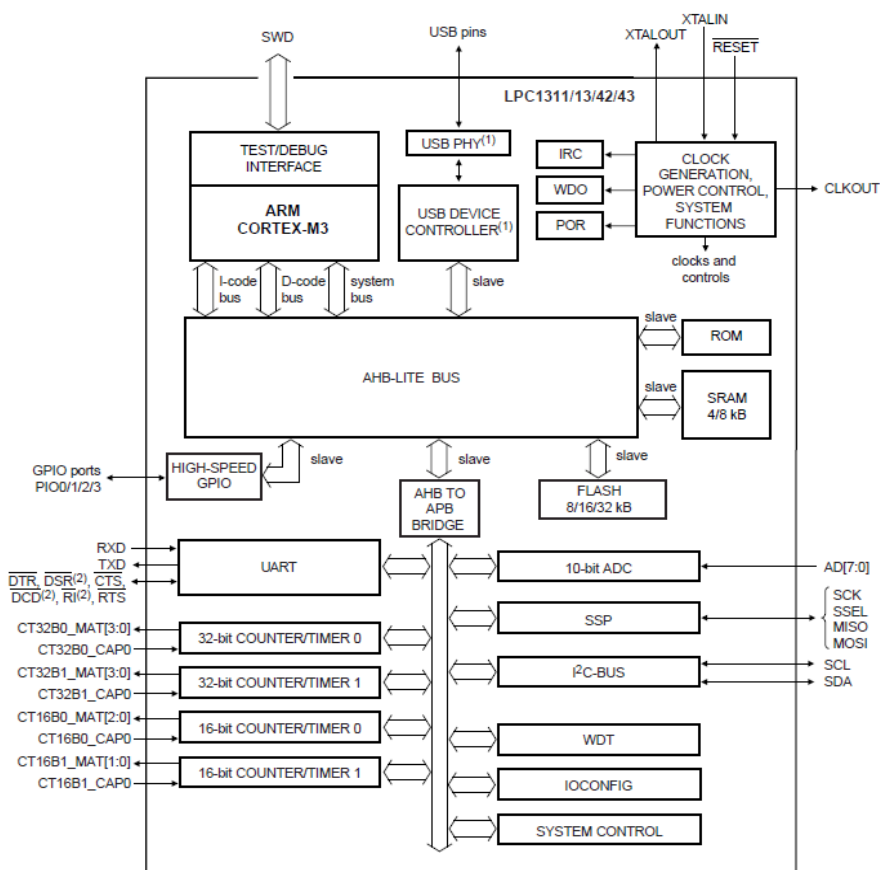 SWD
USB pins
XTALIN
XTALOUT
RESET
LPC1311/13/42/43
TEST/DEBUG
INTERFACE
ARM
CORTEX-M3
USB PHY(1)
USB DEVICE
CONTROLLER(1)
IRC
WDO
POR
CLOCK
GENERATION,
POWER CONTROL,
SYSTEM
FUNCTIONS
CLKOUT
clocks and
controls
I-code
bus
D-code
bus
system
bus
slave
AHB-LITE BUS
slave
ROM
slave
SRAM
4/8 kB
GPIO ports
PIO0/1/2/3
HIGH-SPEED
GPIO
slave
slave
slave
AHB TO
APB
BRIDGE
FLASH
8/16/32 kB
RXD
TXD
DTR, DSR(2), CTS,
DCD(2), RI(2), RTS
UART
10-bit ADC
AD[7:0]
SSP
SCK
SSEL
MISO
MOSI
CT32B0_MAT[3:0]
CT32B0_CAP0
32-bit COUNTER/TIMER 0
I2C-BUS
SCL
SDA
CT32B1_MAT[3:0]
CT32B1_CAP0
32-bit COUNTER/TIMER 1
CT16B0_MAT[2:0]
CT16B0_CAP0
16-bit COUNTER/TIMER 0
WDT
CT16B1_MAT[1:0]
CT16B1_CAP0
16-bit COUNTER/TIMER 1
IOCONFIG
SYSTEM CONTROL